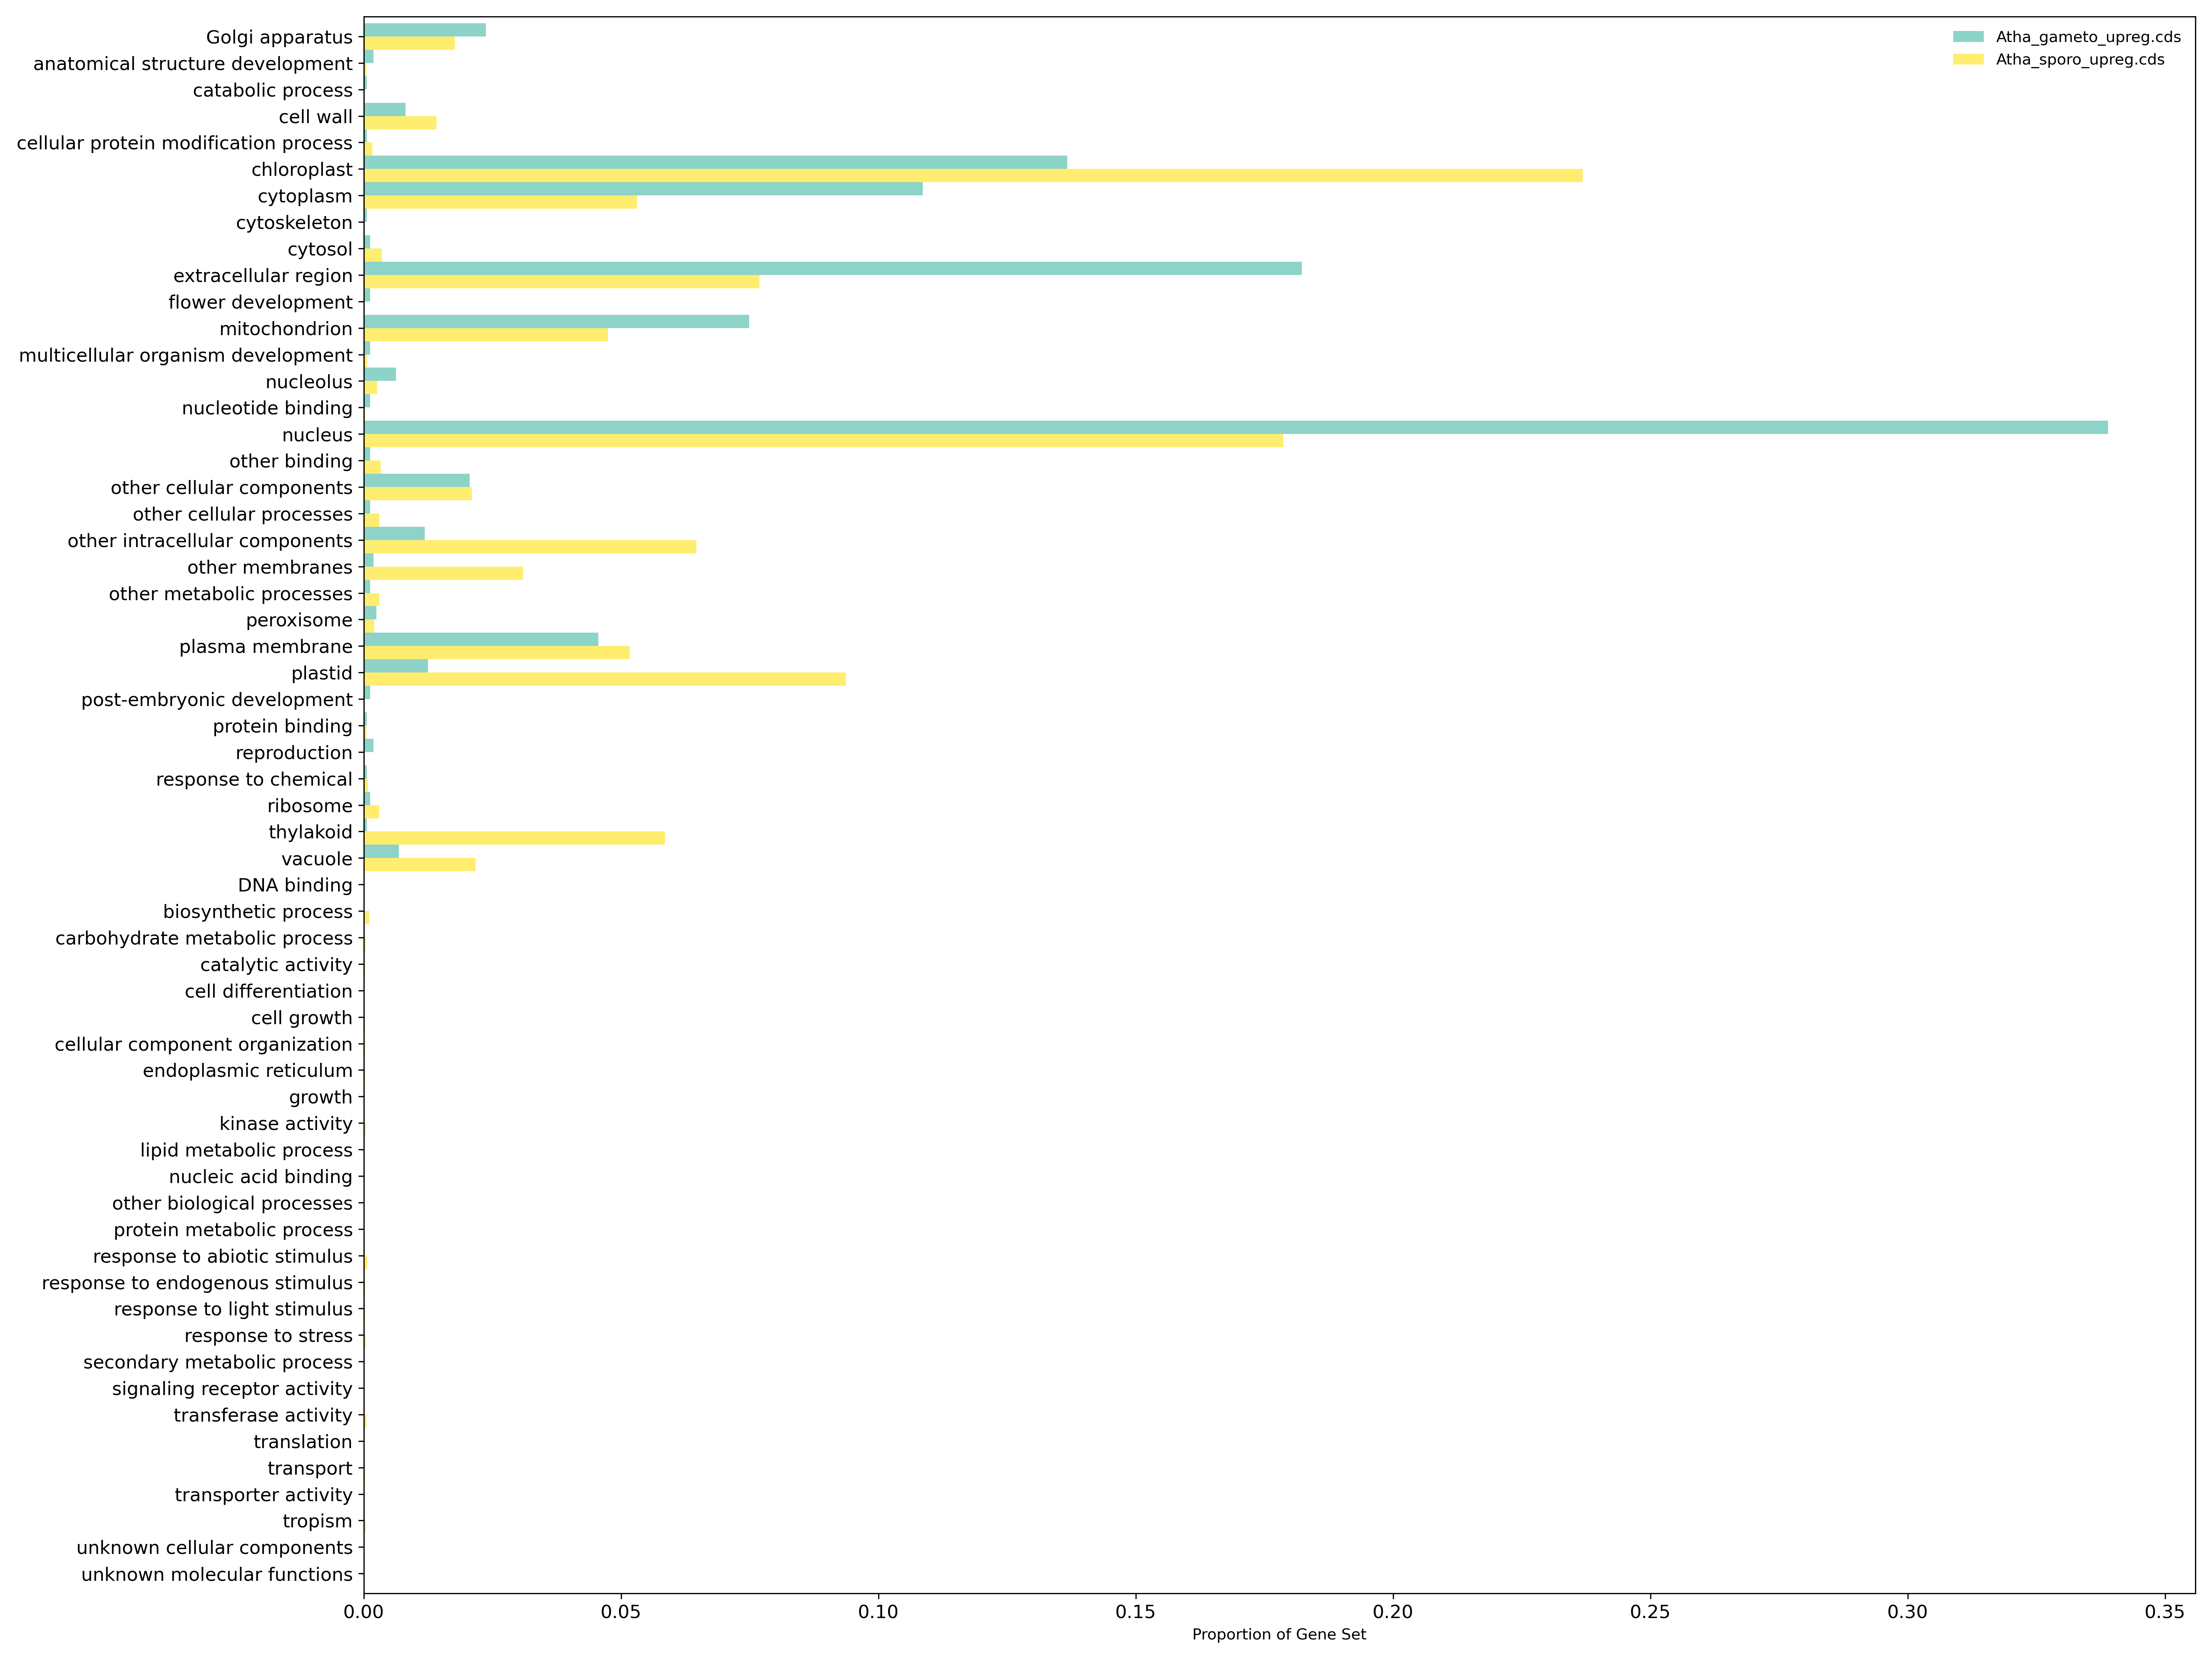 Golgi apparatus
anatomical structure development
catabolic process
cell wall
cellular protein modification process
chloroplast
cytoplasm
cytoskeleton
cytosol
extracellular region
flower development
mitochondrion
multicellular organism development
nucleolus
nucleotide binding
nucleus
other binding
other cellular components
other cellular processes
other intracellular components
other membranes
other metabolic processes
peroxisome
plasma membrane
plastid
post-embryonic development
protein binding
reproduction
response to chemical
ribosome
thylakoid
vacuole
DNA binding
biosynthetic process
carbohydrate metabolic process
catalytic activity
cell differentiation
cell growth
cellular component organization
endoplasmic reticulum
growth
kinase activity
lipid metabolic process
nucleic acid binding
other biological processes
protein metabolic process
response to abiotic stimulus
response to endogenous stimulus
response to light stimulus
response to stress
secondary metabolic process
signaling receptor activity
transferase activity
translation
transport
transporter activity
tropism
unknown cellular components
unknown molecular functions
Atha_gameto_upreg.cds
Atha_sporo_upreg.cds
0.00 0.05 0.10 0.15 0.20 0.25 0.30 0.35
Proportion of Gene Set